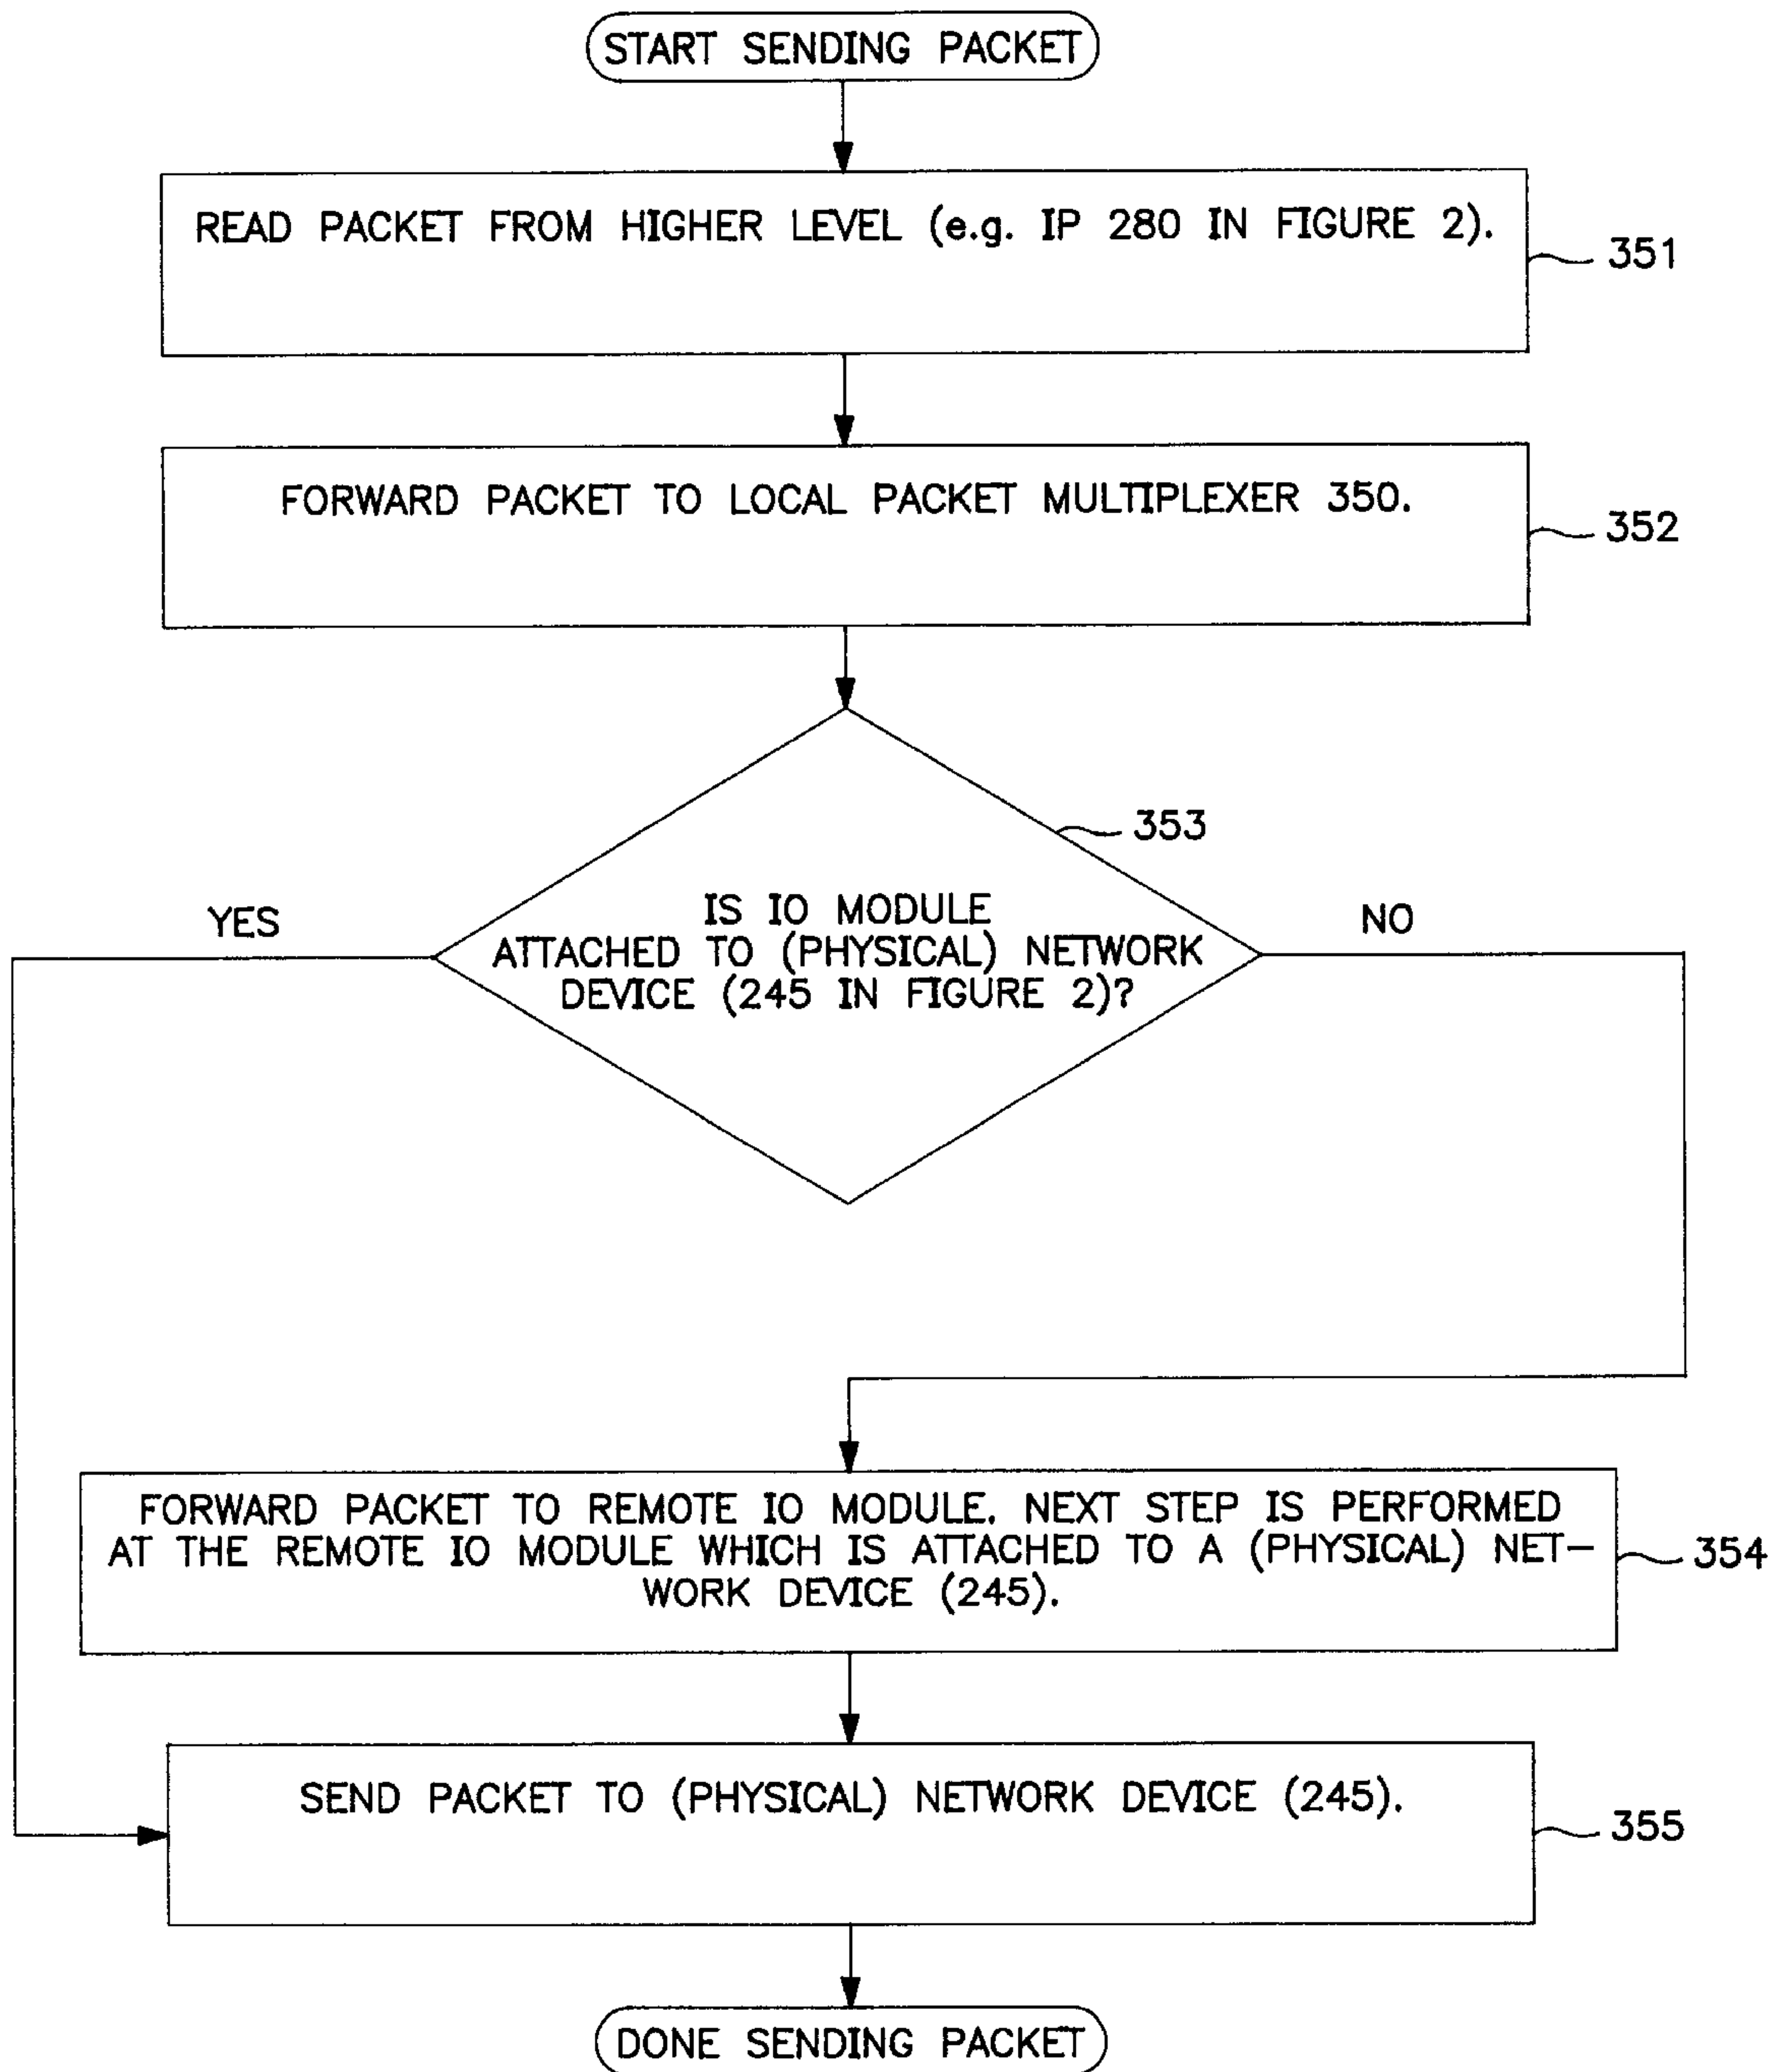 START SENDING PACKET
READ PACKET FROM HIGHER LEVEL (e.g. IP 280 IN FIGURE 2).
351
FORWARD PACKET TO LOCAL PACKET MULTIPLEXER 350.
352
353
YES
NO
IS IO MODULE
ATTACHED TO (PHYSICAL) NETWORK
DEVICE (245 IN FIGURE 2)?
FORWARD PACKET TO REMOTE IO MODULE. NEXT STEP IS PERFORMED
AT THE REMOTE IO MODULE WHICH IS ATTACHED TO A (PHYSICAL) NET-
WORK DEVICE (245).
354
SEND PACKET TO (PHYSICAL) NETWORK DEVICE (245).
355
DONE SENDING PACKET